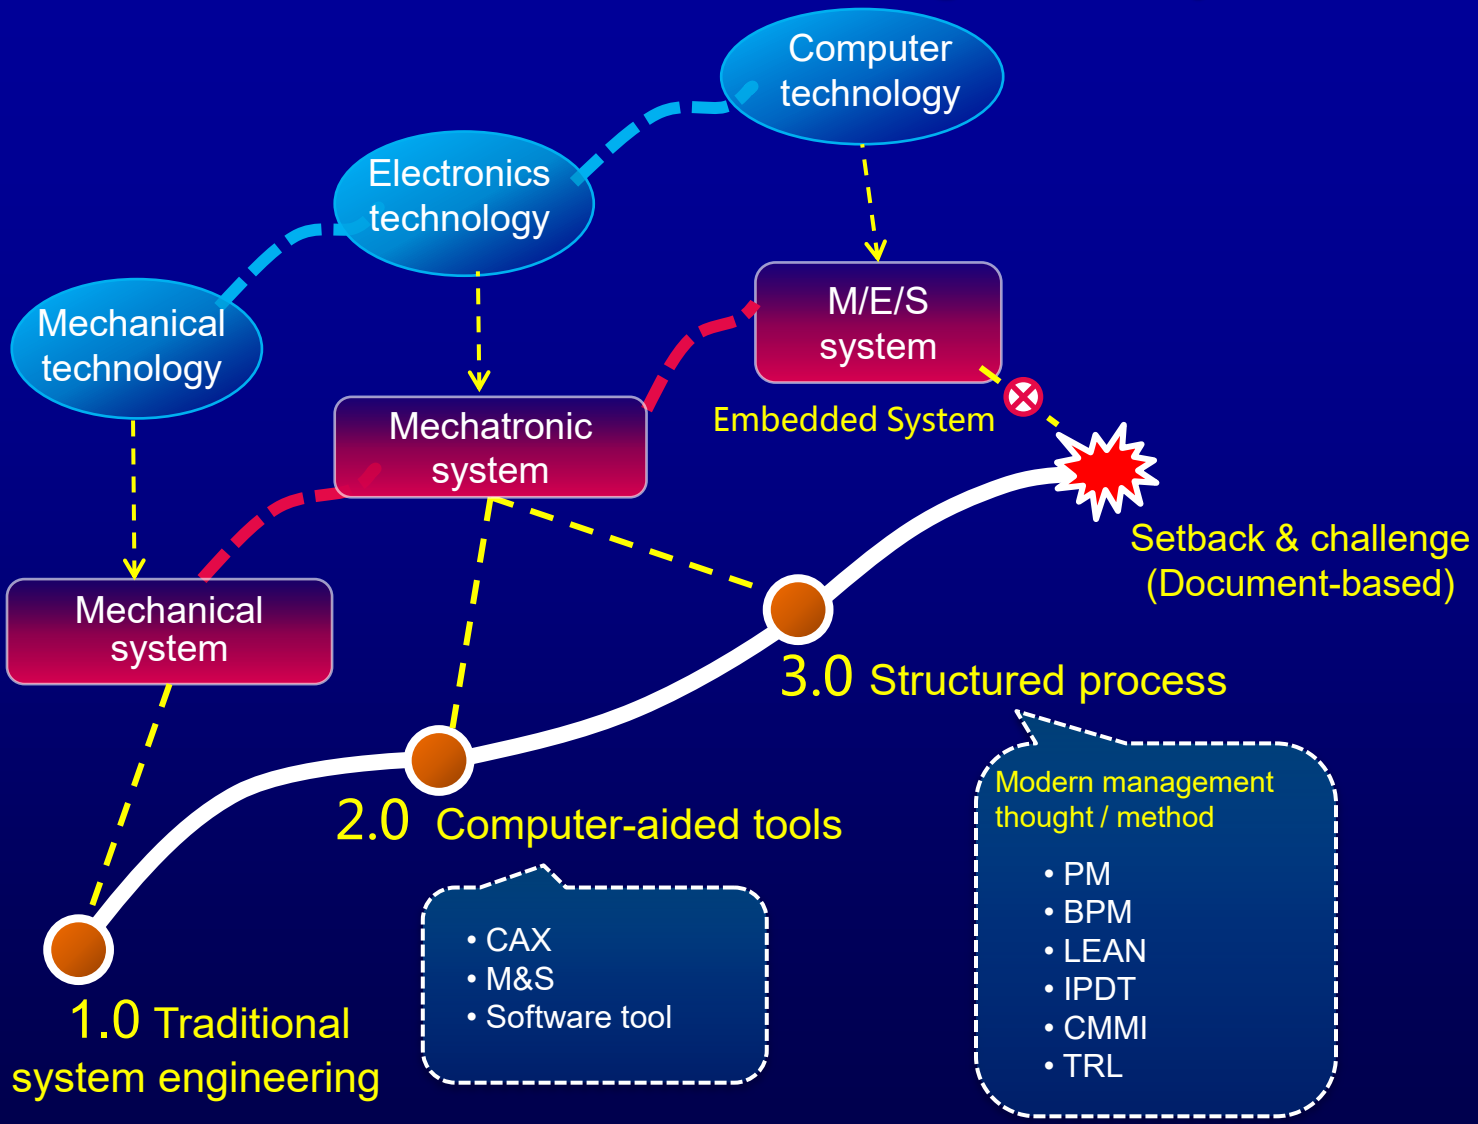 Computer
technology
Electronics
technology
Mechanical
technology
M/E/S
system
Embedded System
Mechatronic
system
Mechanical
system
Setback & challenge
(Document-based)
3.0 Structured process
2.0 Computer-aided tools
1.0 Traditional
system engineering
• CAX
• M&S
• Software tool
Modern management
thought / method
• PM
• BPM
• LEAN
• IPDT
• CMMI
• TRL